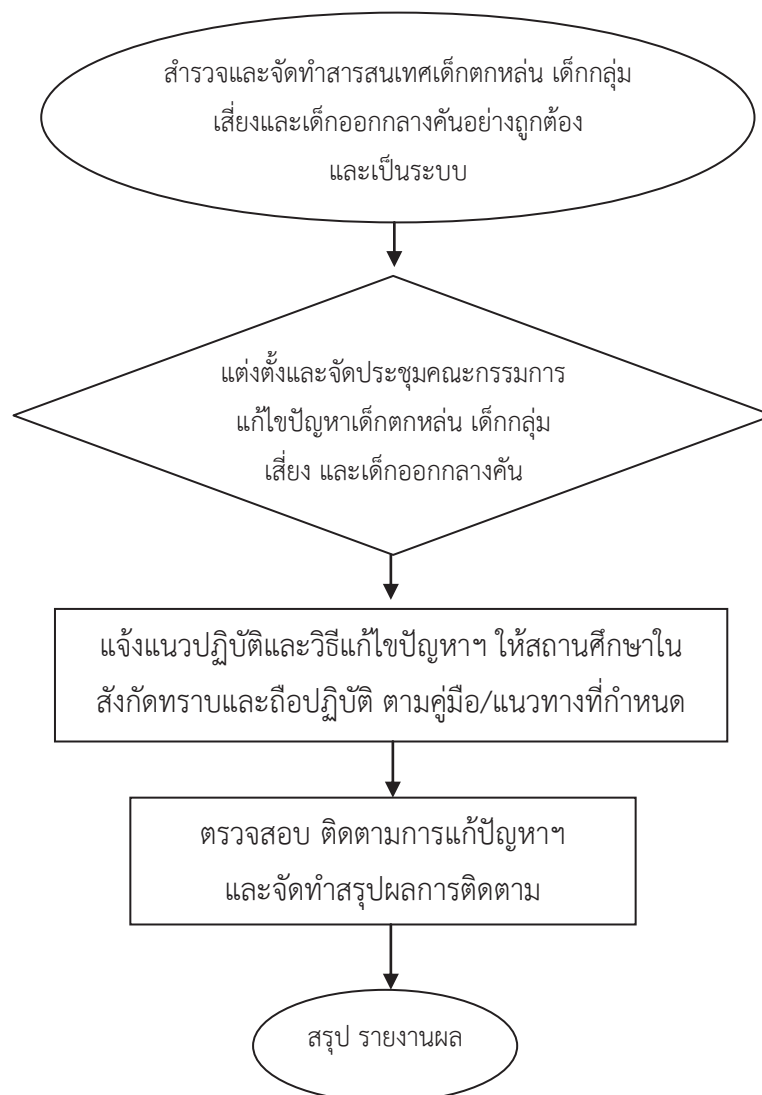 สำรวจและจัดทำสารสนเทศเด็กตกหล่น เด็กกลุ่ม
เสี่ยงและเด็กออกกลางคันอย่างถูกต้อง
และเป็นระบบ
แต่งตั้งและจัดประชุมคณะกรรมการ
แก้ไขปัญหาเด็กตกหล่น เด็กกลุ่ม
เสี่ยง และเด็กออกกลางคัน
แจ้งแนวปฏิบัติและวิธีแก้ไขปัญหาฯ ให้สถานศึกษาใน
สังกัดทราบและถือปฏิบัติ ตามคู่มือ/แนวทางที่กำหนด
ตรวจสอบ ติดตามการแก้ปัญหาฯ
และจัดทำสรุปผลการติดตาม
สรุป รายงานผล